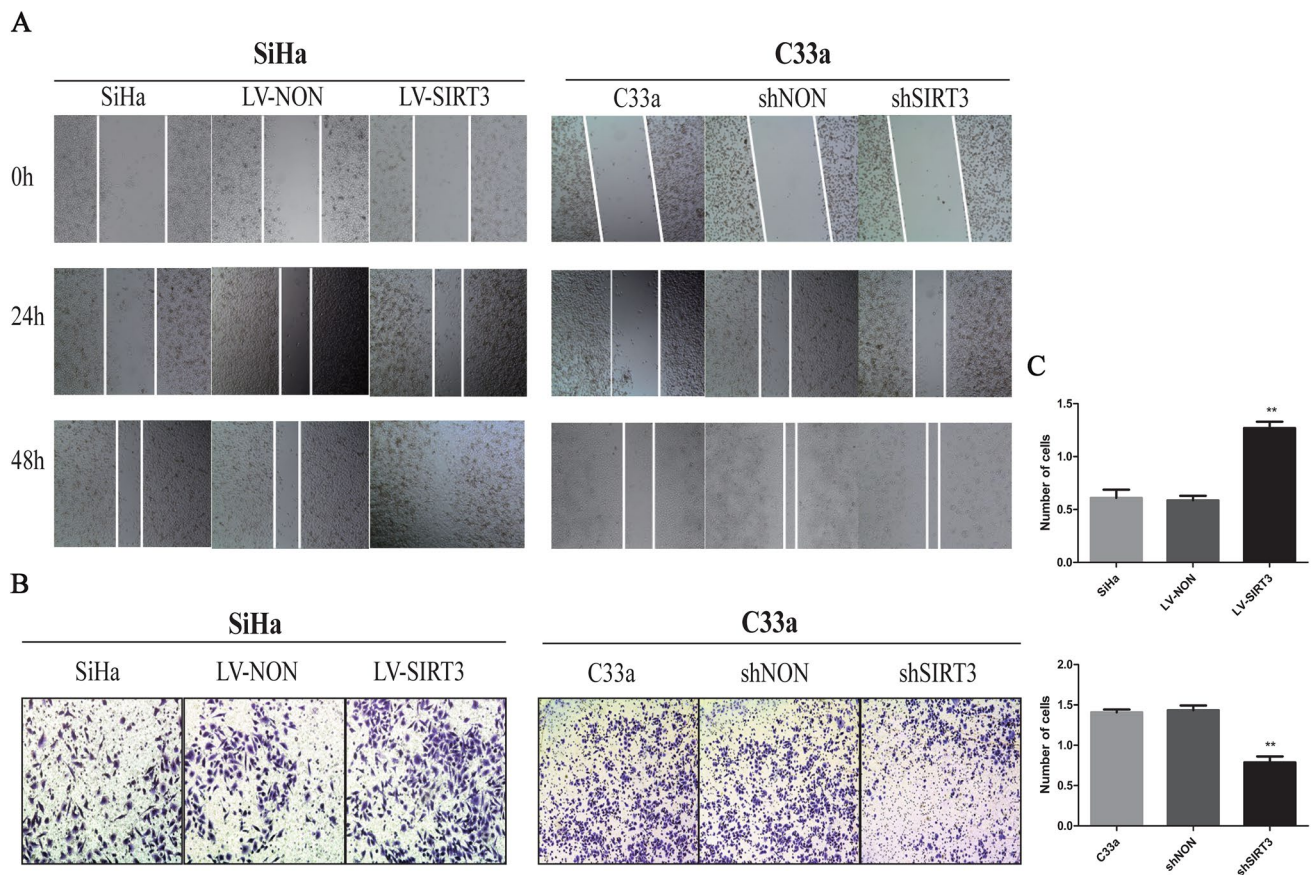 A
SiHa
C33a
SiHa LV-NON LV-SIRT3
C33a shNON shSIRT3
0h
24h
48h
B
SiHa
C33a
SiHa LV-NON LV-SIRT3
C33a shNON shSIRT3
C
1.5
1.0
0.5
0.0
Number of cells
**
SiHa
LV-NON
LV-SIRT3
2.0
1.5
1.0
0.5
0.0
Number of cells
**
C33a
shNON
shSIRT3